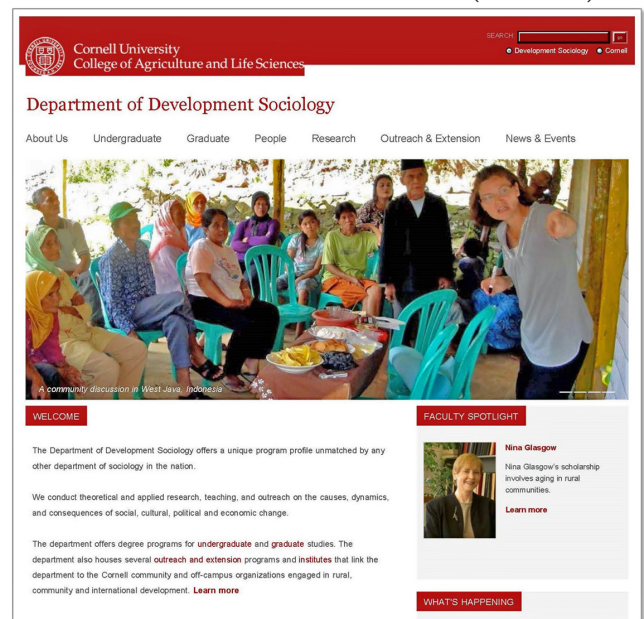 SEARCH:
Development Sociology Cornell
Cornell University
College of Agriculture and Life Sciences
Department of Development Sociology
About Us Undergraduate Graduate People Research Outreach & Extension News & Events
A community discussion in West Java, Indonesia
WELCOME
The Department of Development Sociology offers a unique program profile unmatched by any
other department of sociology in the nation.
We conduct theoretical and applied research, teaching, and outreach on the causes, dynamics,
and consequences of social, cultural, political and economic change.
The department offers degree programs for undergraduate and graduate studies. The
department also houses several outreach and extension programs and institutes that link the
department to the Cornell community and off-campus organizations engaged in rural,
community and international development. Learn more
FACULTY SPOTLIGHT
Nina Glasgow
Nina Glasgow's scholarship
involves aging in rural
communities.
Learn more
WHAT'S HAPPENING